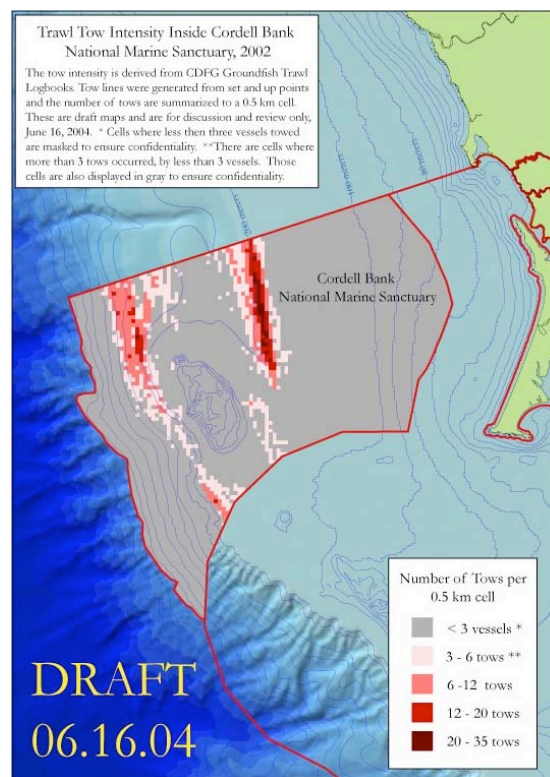 Trawl Tow Intensity Inside Cordell Bank
National Marine Sanctuary, 2002
The tow intensity is derived from CDFG Groundfish Trawl
Logbooks. Tow lines were generated from set and up points
and the number of tows are summarized to a 0.5 km cell.
These are draft maps and are for discussion and review only,
June 16, 2004. * Cells where less then three vessels towed
are masked to ensure confidentiality. **There are cells where
more than 3 tows occurred, by less than 3 vessels. Those
cells are also displayed in gray to ensure confidentiality.
Cordell Bank
National Marine Sanctuary
Number of Tows per
0.5 km cell
< 3 vessels *
3 - 6 tows **
6 -12 tows
12 - 20 tows
20 - 35 tows
DRAFT
06.16.04